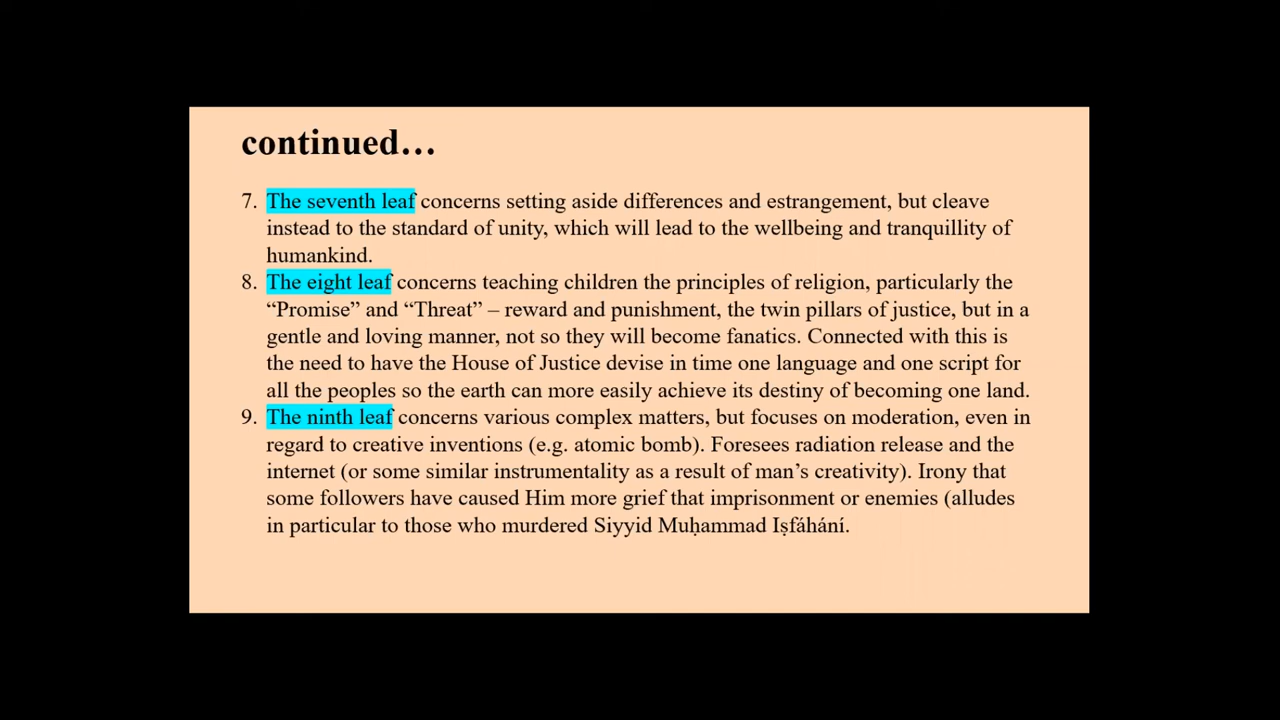 continued…
7. The seventh leaf concerns setting aside differences and estrangement, but cleave
instead to the standard of unity, which will lead to the wellbeing and tranquillity of
humankind.
8. The eight leaf concerns teaching children the principles of religion, particularly the
“Promise” and “Threat” – reward and punishment, the twin pillars of justice, but in a
gentle and loving manner, not so they will become fanatics. Connected with this is
the need to have the House of Justice devise in time one language and one script for
all the peoples so the earth can more easily achieve its destiny of becoming one land.
9. The ninth leaf concerns various complex matters, but focuses on moderation, even in
regard to creative inventions (e.g. atomic bomb). Foresees radiation release and the
internet (or some similar instrumentality as a result of man’s creativity). Irony that
some followers have caused Him more grief that imprisonment or enemies (alludes
in particular to those who murdered Siyyid Muḥammad Iṣfáhání.